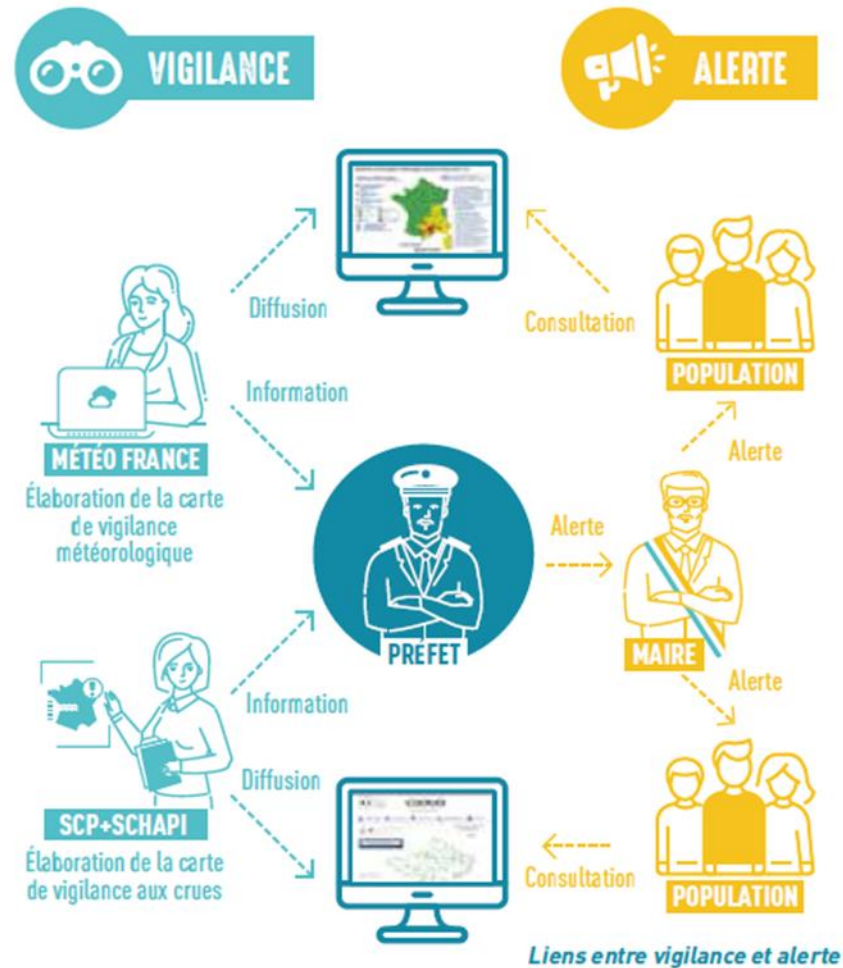 VIGILANCE
ALERTE
Diffusion
Consultation
POPULATION
Information
MÉTÉO FRANCE
Élaboration de la carte
de vigilance
météorologique
Alerte
Alerte
PRÉFET
MAIRE
Information
Alerte
Diffusion
SCP+SCHAPI
Élaboration de la carte
de vigilance aux crues
Consultation
POPULATION
Liens entre vigilance et alerte